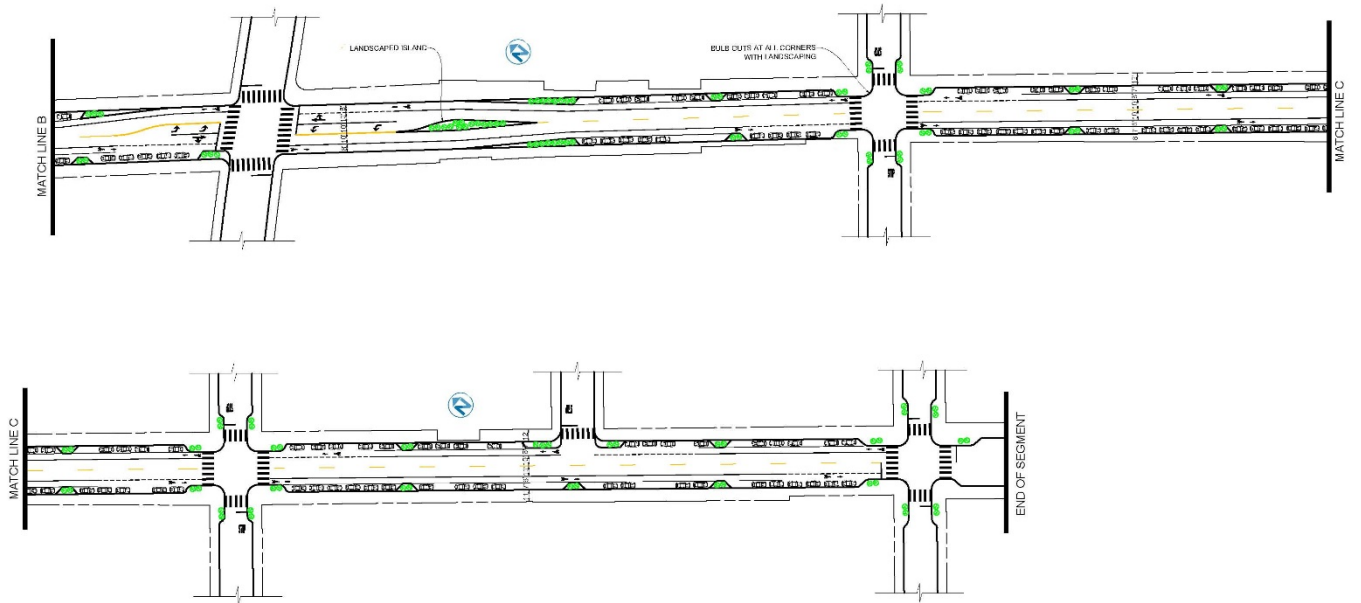 LANDSCAPED ISLAND
BULB OUTS AT ALL CORNERS
WITH LANDSCAPING
MATCH LINE B
MATCH LINE C
MATCH LINE C
END OF SEGMENT